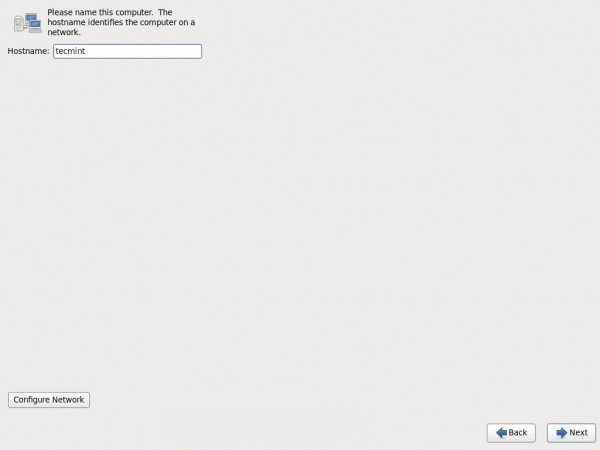 Please name this computer.  The
hostname identifies the computer on a
network.
Hostname: tecmint
Configure Network
Back
Next